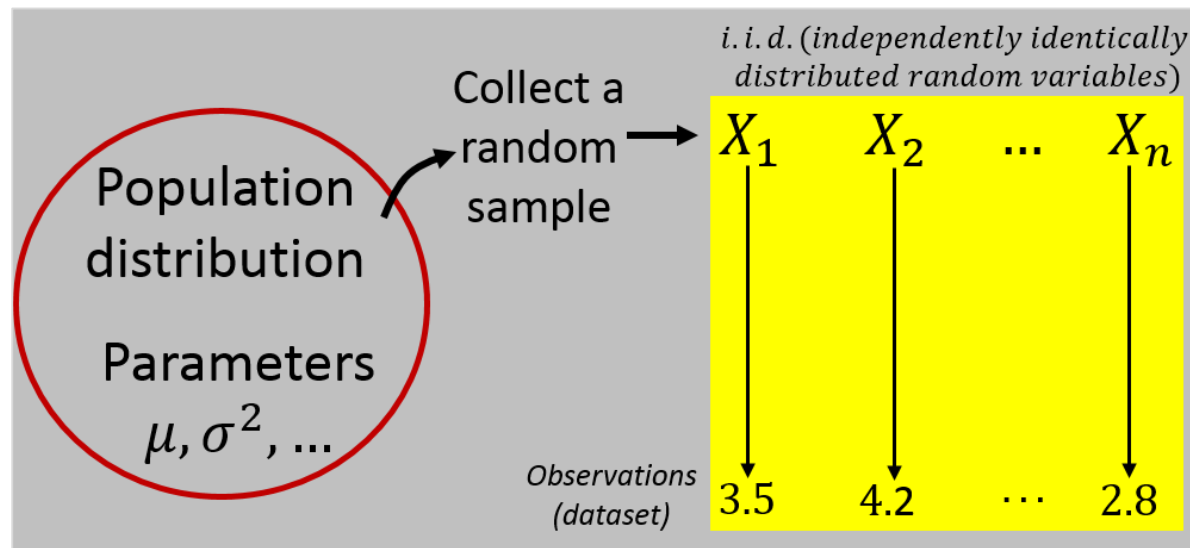 Population
distribution
Parameters
μ, σ², ...
Collect a
random
sample
i.i.d. (independently identically
distributed random variables)
X₁ X₂ ... Xₙ
Observations
(dataset)
3.5 4.2 ⋯ 2.8